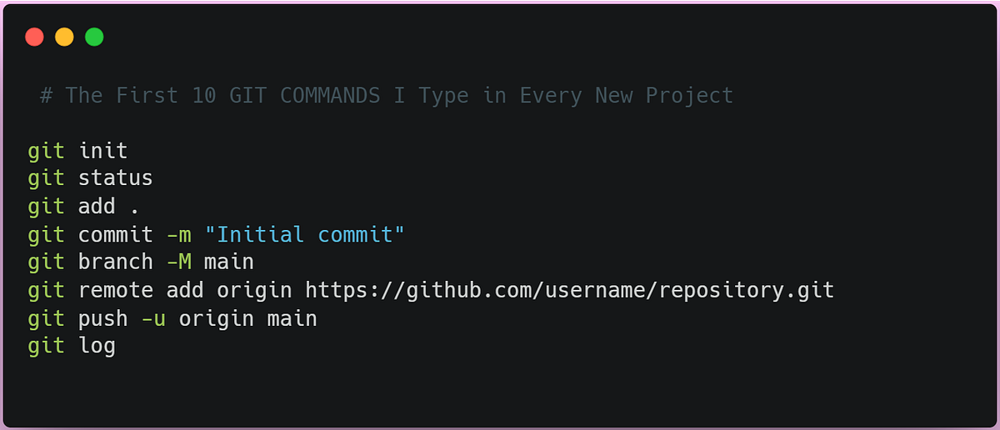 # The First 10 GIT COMMANDS I Type in Every New Project
git init
git status
git add .
git commit -m "Initial commit"
git branch -M main
git remote add origin https://github.com/username/repository.git
git push -u origin main
git log